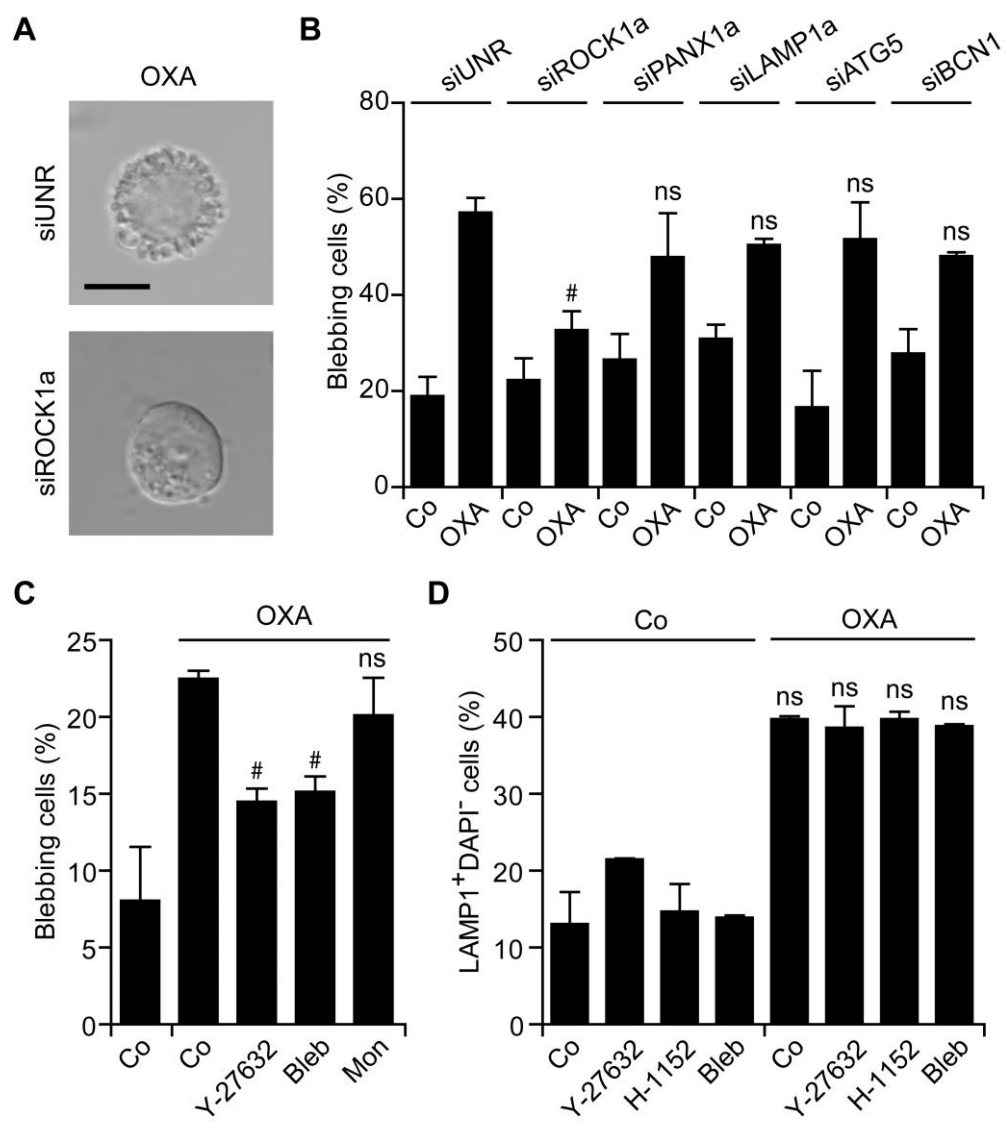 A
OXA
siUNR
siROCK1a
B
siUNR siROCK1a siPANX1a siLAMP1a siATG5 siBCN1
Blebbing cells (%)
80
60
40
20
0
# ns ns ns ns
Co OXA Co OXA Co OXA Co OXA Co OXA Co OXA
C
OXA
Blebbing cells (%)
25
20
15
10
5
0
# # ns
Co Co Y-27632 Bleb Mon
D
Co OXA
LAMP1⁺DAPI⁻ cells (%)
50
40
30
20
10
0
ns ns ns ns
Co Y-27632 H-1152 Bleb Co Y-27632 H-1152 Bleb